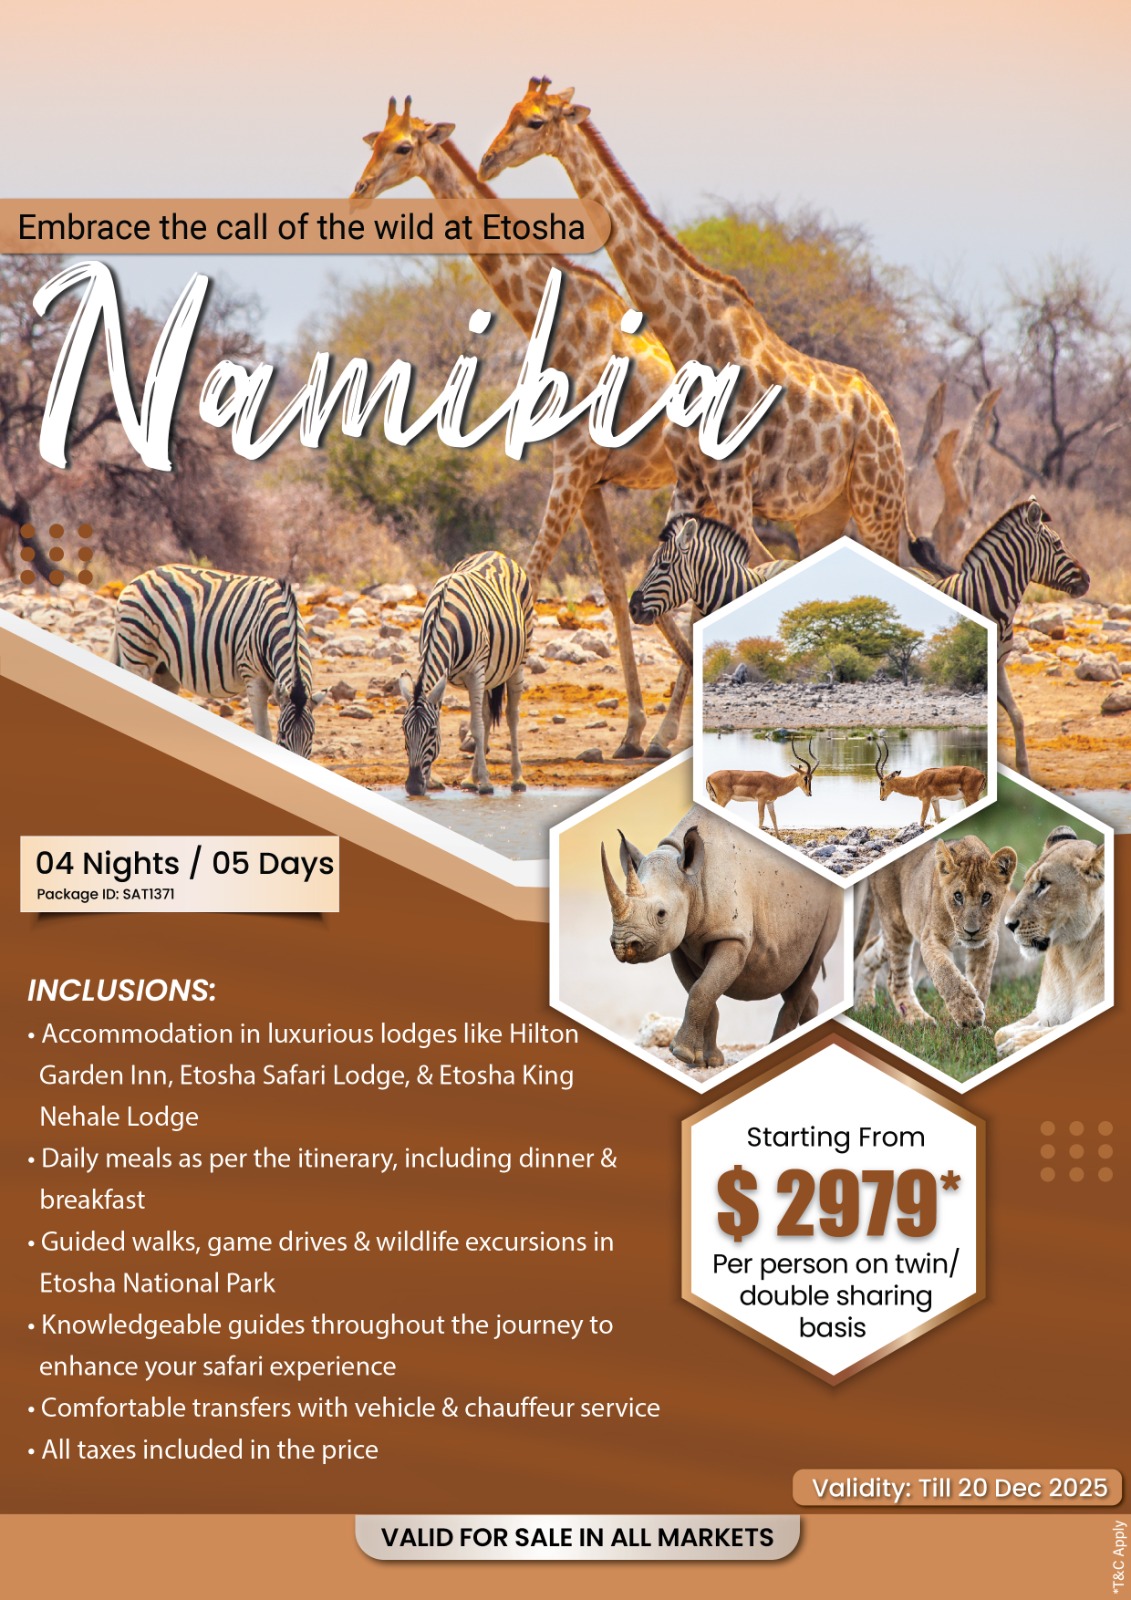 Embrace the call of the wild at Etosha
Namibia
04 Nights / 05 Days
Package ID: SAT1371
INCLUSIONS:
• Accommodation in luxurious lodges like Hilton
Garden Inn, Etosha Safari Lodge, & Etosha King
Nehale Lodge
• Daily meals as per the itinerary, including dinner &
breakfast
• Guided walks, game drives & wildlife excursions in
Etosha National Park
• Knowledgeable guides throughout the journey to
enhance your safari experience
• Comfortable transfers with vehicle & chauffeur service
• All taxes included in the price
Starting From
$ 2979*
Per person on twin/
double sharing
basis
Validity: Till 20 Dec 2025
VALID FOR SALE IN ALL MARKETS
*T&C Apply